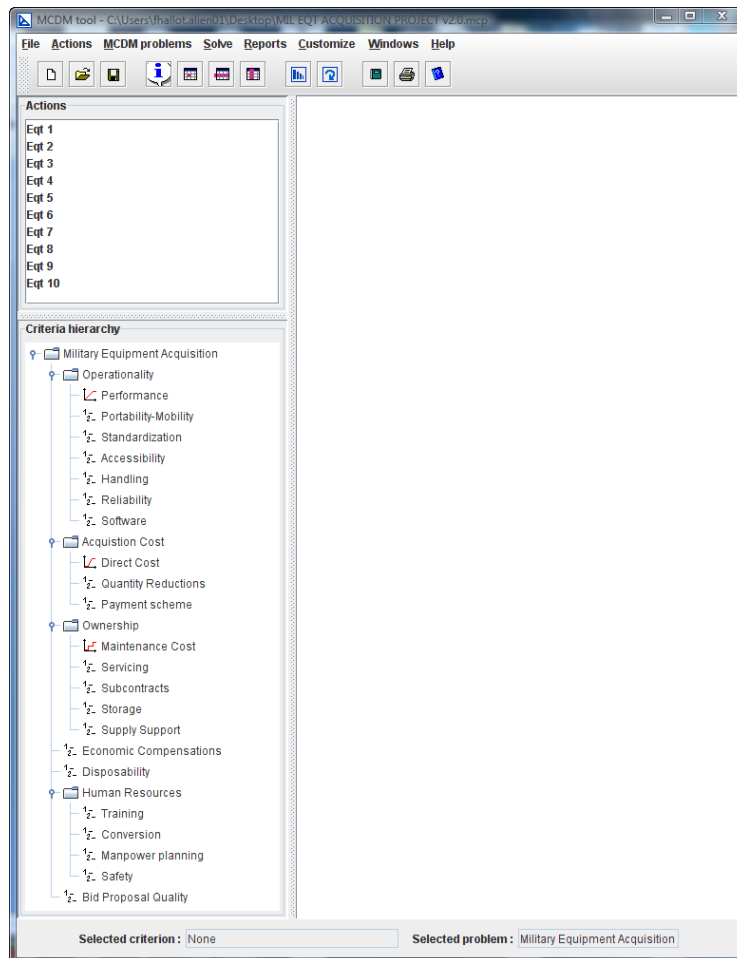 MCDM tool - C:\Users\fhallot.alien01\Desktop\MIL EQT ACQUISITION PROJECT v2.0.mcp
File Actions MCDM problems Solve Reports Customize Windows Help
Actions
Eqt 1
Eqt 2
Eqt 3
Eqt 4
Eqt 5
Eqt 6
Eqt 7
Eqt 8
Eqt 9
Eqt 10
Criteria hierarchy
Military Equipment Acquisition
Operationality
Performance
Portability-Mobility
Standardization
Accessibility
Handling
Reliability
Software
Acquistion Cost
Direct Cost
Quantity Reductions
Payment scheme
Ownership
Maintenance Cost
Servicing
Subcontracts
Storage
Supply Support
Economic Compensations
Disposability
Human Resources
Training
Conversion
Manpower planning
Safety
Bid Proposal Quality
Selected criterion : None Selected problem : Military Equipment Acquisition